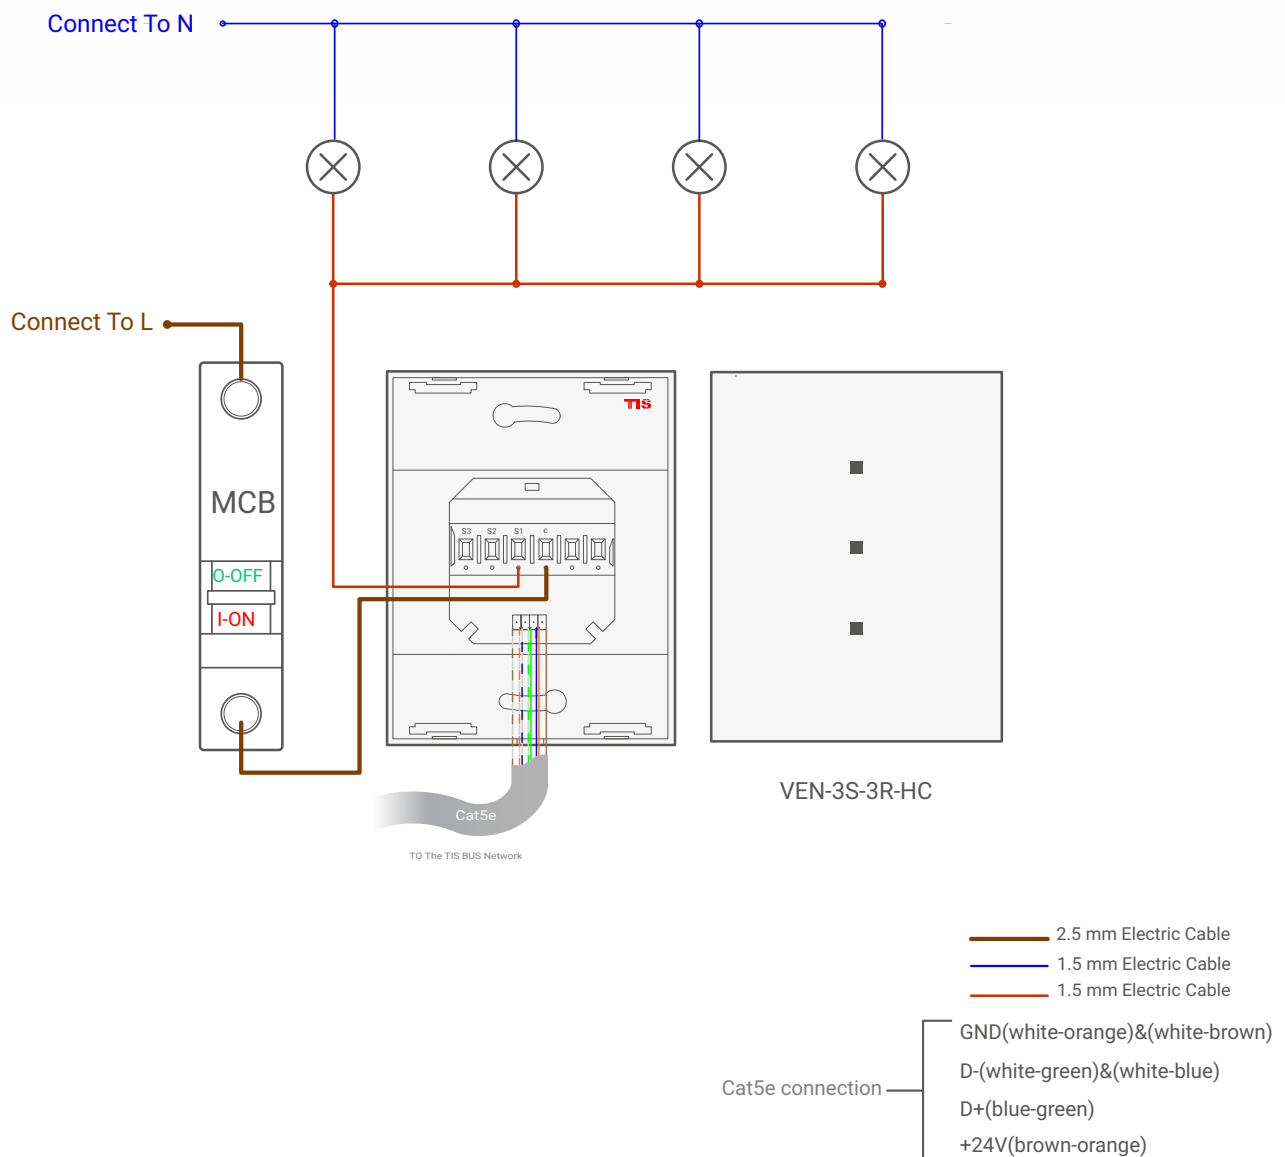 Connect To N
Connect To L
TIS
MCB
S3 S2 S1 C
O-OFF
I-ON
VEN-3S-3R-HC
Cat5e
TO The TIS BUS Network
2.5 mm Electric Cable
1.5 mm Electric Cable
1.5 mm Electric Cable
GND(white-orange)&(white-brown)
D-(white-green)&(white-blue)
Cat5e connection
D+(blue-green)
+24V(brown-orange)